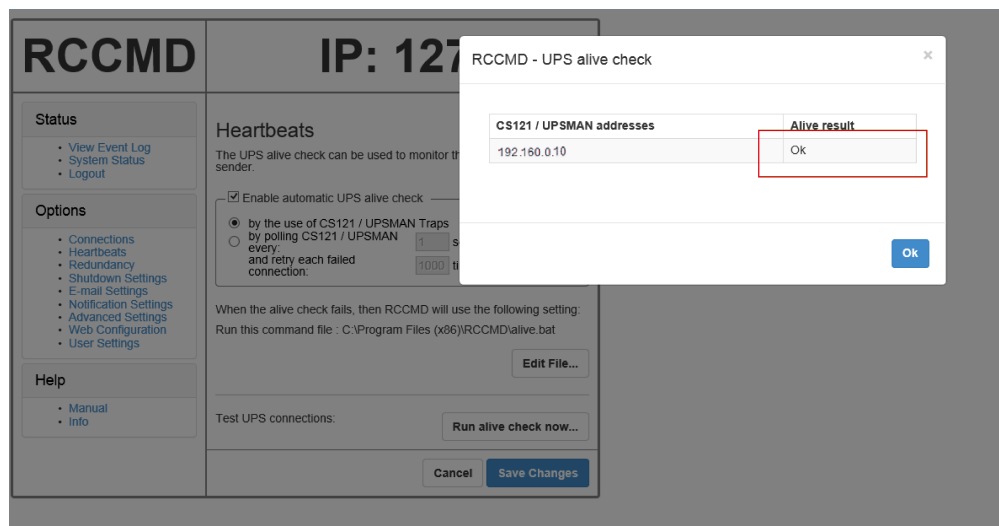 RCCMD
IP: 127
Status
View Event Log
System Status
Logout
Options
Connections
Heartbeats
Redundancy
Shutdown Settings
E-mail Settings
Notification Settings
Advanced Settings
Web Configuration
User Settings
Help
Manual
Info
Heartbeats
The UPS alive check can be used to monitor
sender.
Enable automatic UPS alive check
by the use of CS121 / UPSMAN Traps
by polling CS121 / UPSMAN
every:
1
and retry each failed
connection:
1000
When the alive check fails, then RCCMD will use the following setting:
Run this command file : C:\Program Files (x86)\RCCMD\alive.bat
Edit File...
Test UPS connections:
Run alive check now...
Cancel Save Changes
RCCMD - UPS alive check
×
CS121 / UPSMAN addresses Alive result
192.160.0.10 Ok
Ok